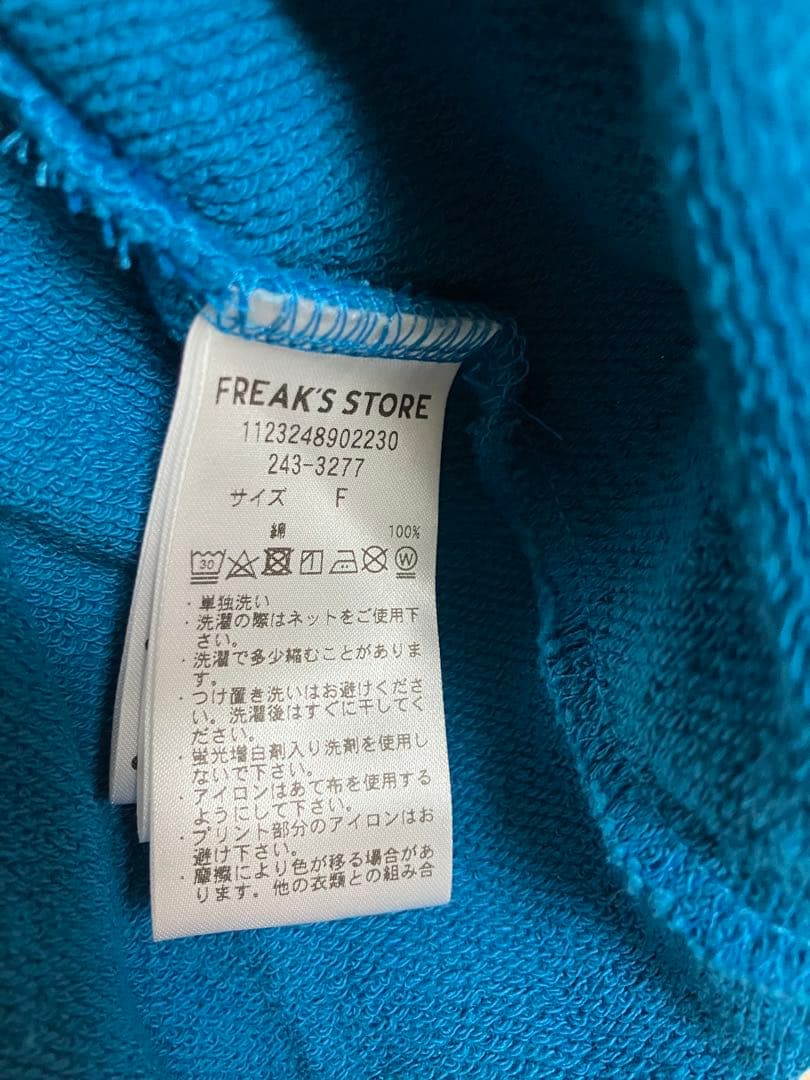 FREAK'S STORE
1123248902230
243-3277
サイズ F
綿 100%
30 W
・単独洗い
・洗濯の際はネットをご使用下
さい。
・洗濯で多少縮むことがありま
す。
・つけ置き洗いはお避けくださ
い。洗濯後はすぐに干してく
ださい。
・蛍光増白剤入り洗剤を使用し
ないで下さい。
・アイロンはあて布を使用する
ようにして下さい。
・プリント部分のアイロンはお
避け下さい。
・摩擦により色が移る場合があ
ります。他の衣類との組み合